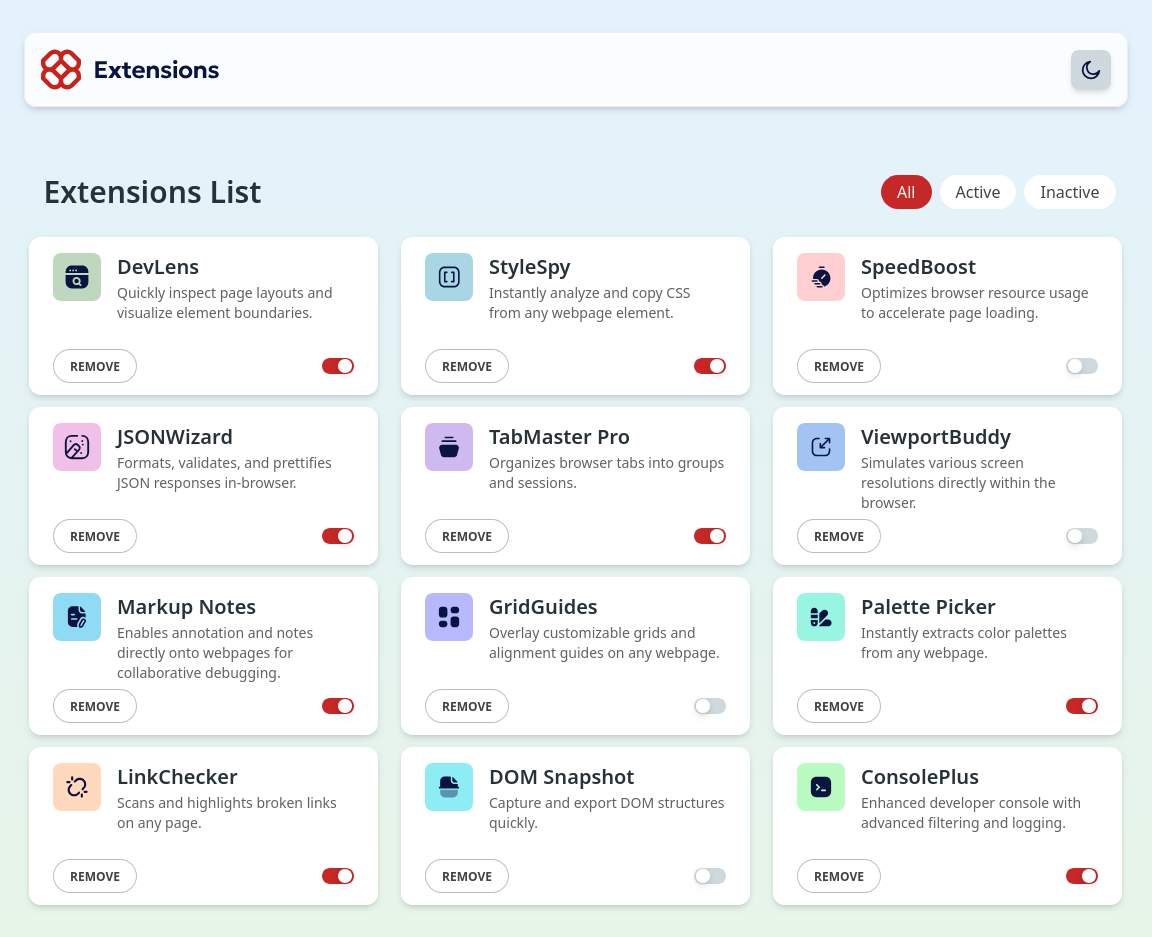 Extensions
Extensions List
All
Active
Inactive
DevLens
Quickly inspect page layouts and
visualize element boundaries.
REMOVE
StyleSpy
Instantly analyze and copy CSS
from any webpage element.
REMOVE
SpeedBoost
Optimizes browser resource usage
to accelerate page loading.
REMOVE
JSONWizard
Formats, validates, and prettifies
JSON responses in-browser.
REMOVE
TabMaster Pro
Organizes browser tabs into groups
and sessions.
REMOVE
ViewportBuddy
Simulates various screen
resolutions directly within the
browser.
REMOVE
Markup Notes
Enables annotation and notes
directly onto webpages for
collaborative debugging.
REMOVE
GridGuides
Overlay customizable grids and
alignment guides on any webpage.
REMOVE
Palette Picker
Instantly extracts color palettes
from any webpage.
REMOVE
LinkChecker
Scans and highlights broken links
on any page.
REMOVE
DOM Snapshot
Capture and export DOM structures
quickly.
REMOVE
ConsolePlus
Enhanced developer console with
advanced filtering and logging.
REMOVE